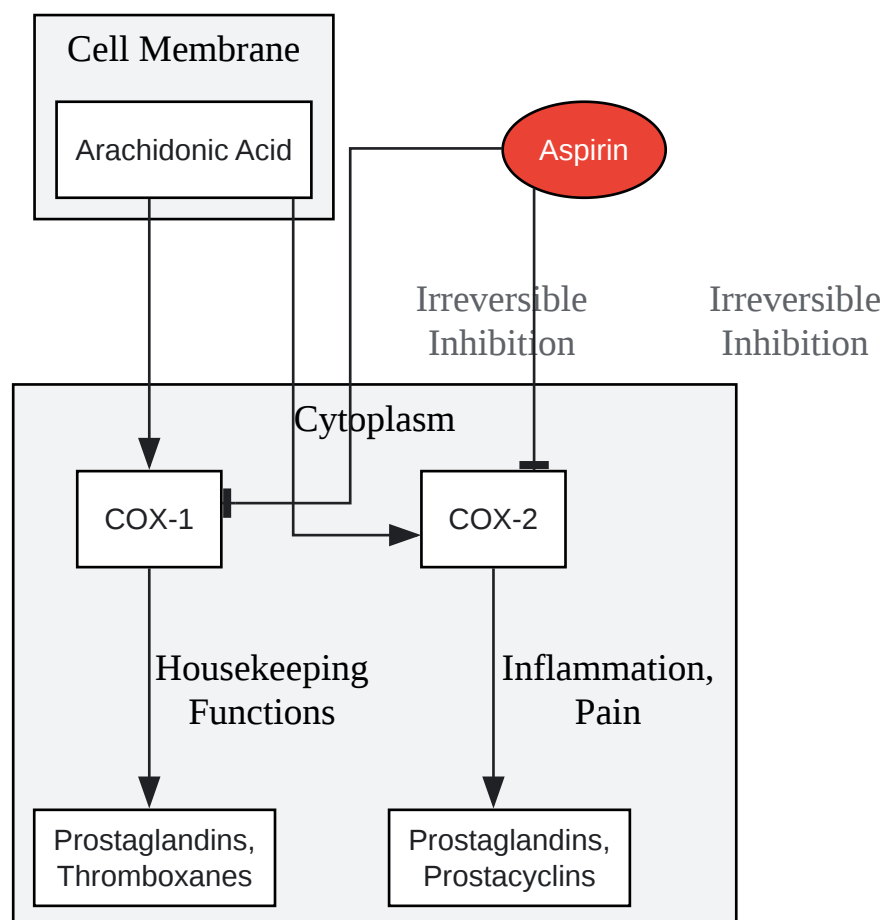 Cell Membrane
Arachidonic Acid
Aspirin
Irreversible
Inhibition
Irreversible
Inhibition
Cytoplasm
COX-1
COX-2
Housekeeping
Functions
Inflammation,
Pain
Prostaglandins,
Thromboxanes
Prostaglandins,
Prostacyclins